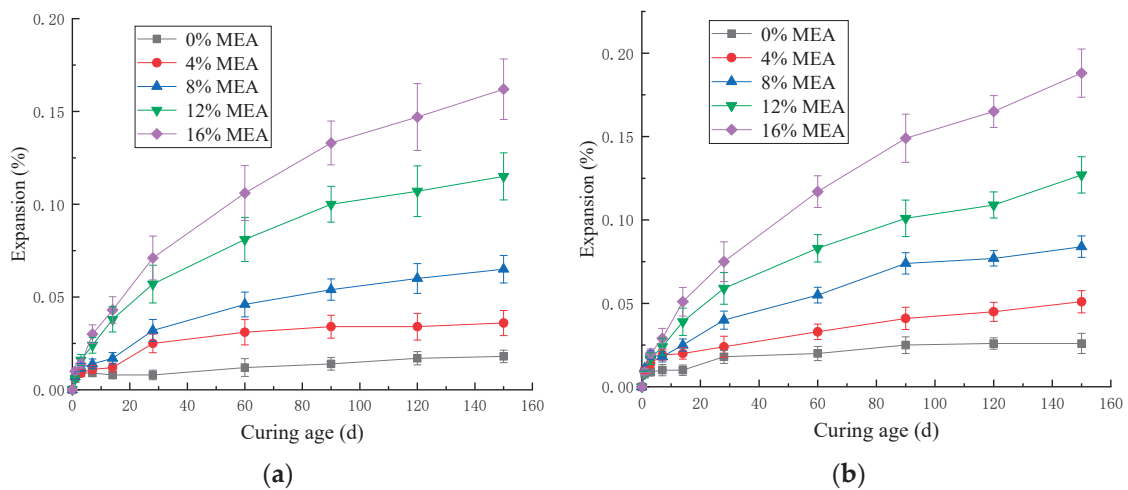 0% MEA
4% MEA
8% MEA
12% MEA
16% MEA
0.20
0.15
0.10
0.05
0.00
Expansion (%)
0 20 40 60 80 100 120 140 160
Curing age (d)
(a)
0% MEA
4% MEA
8% MEA
12% MEA
16% MEA
0.20
0.15
0.10
0.05
0.00
Expansion (%)
0 20 40 60 80 100 120 140 160
Curing age (d)
(b)